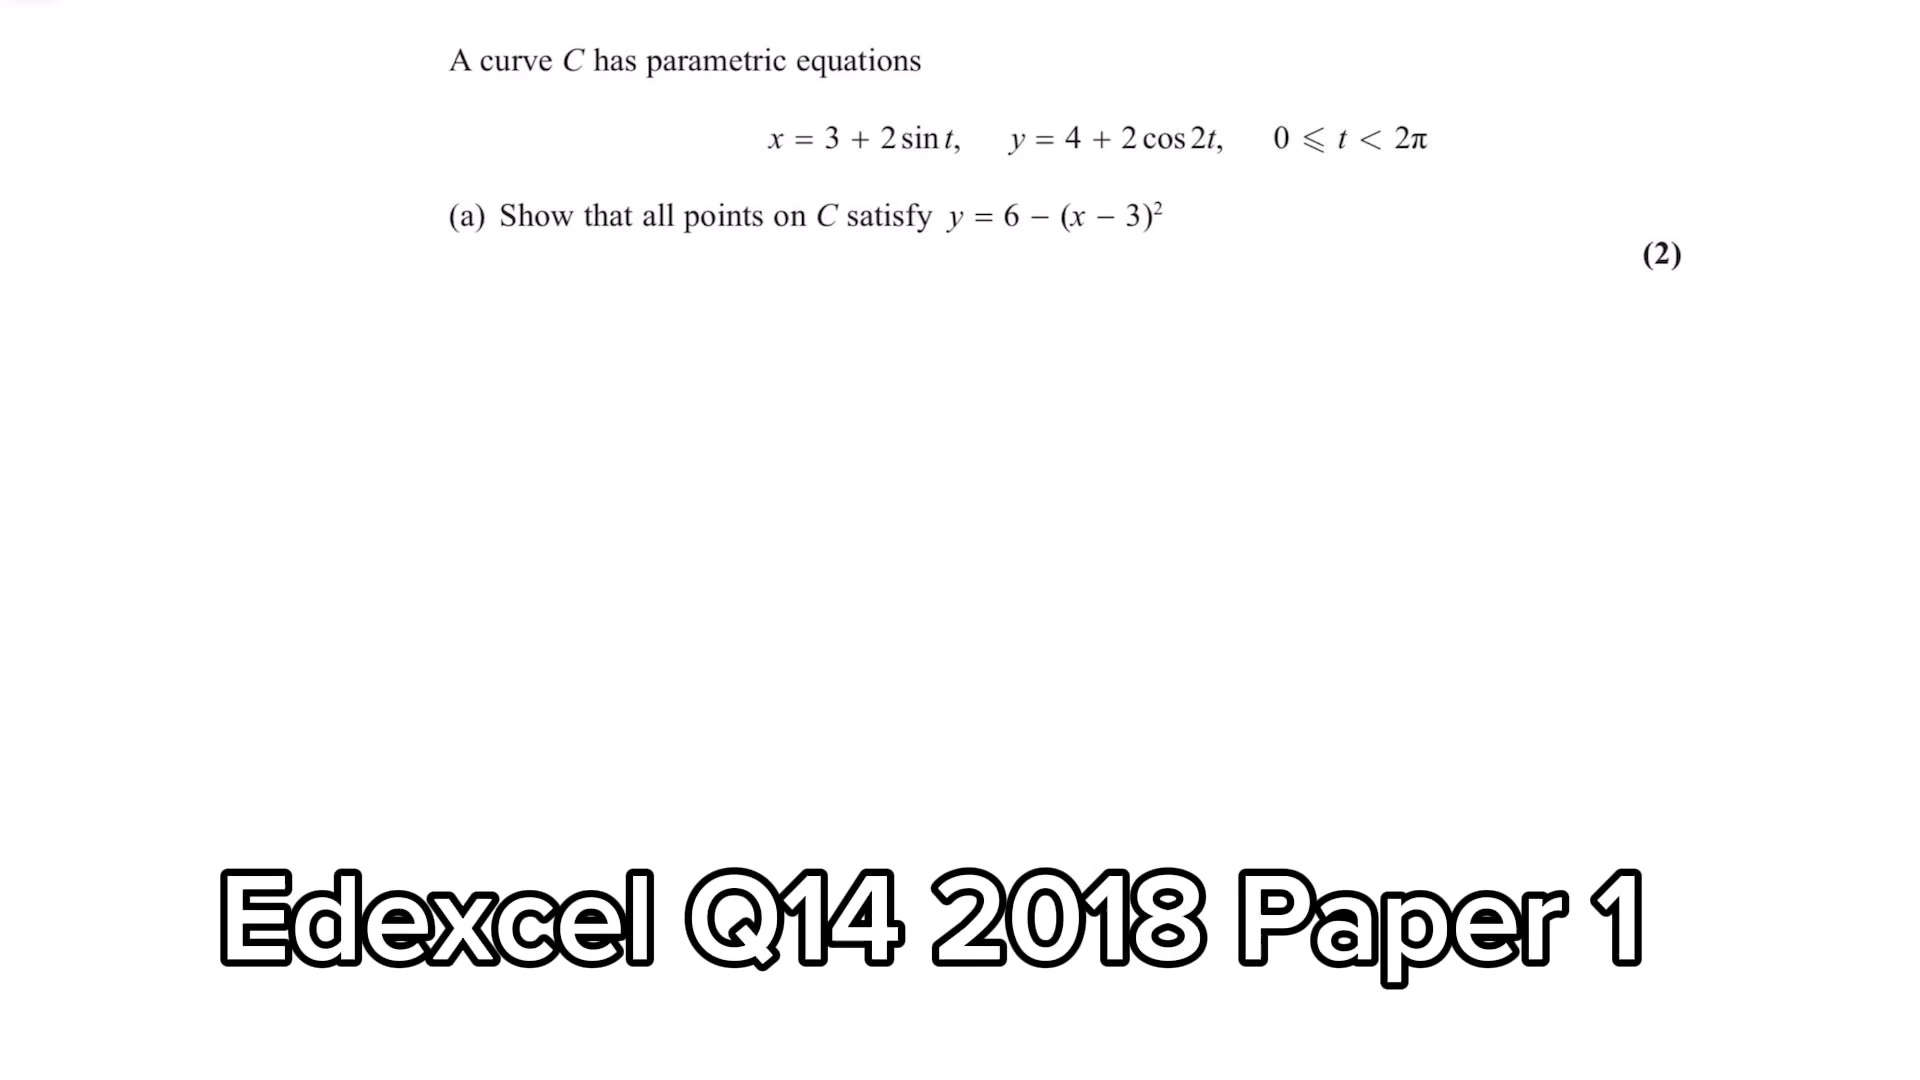 A curve C has parametric equations
x = 3 + 2 sin t, y = 4 + 2 cos 2t, 0 ⩽ t < 2π
(a) Show that all points on C satisfy y = 6 − (x − 3)²
(2)
Edexcel Q14 2018 Paper 1